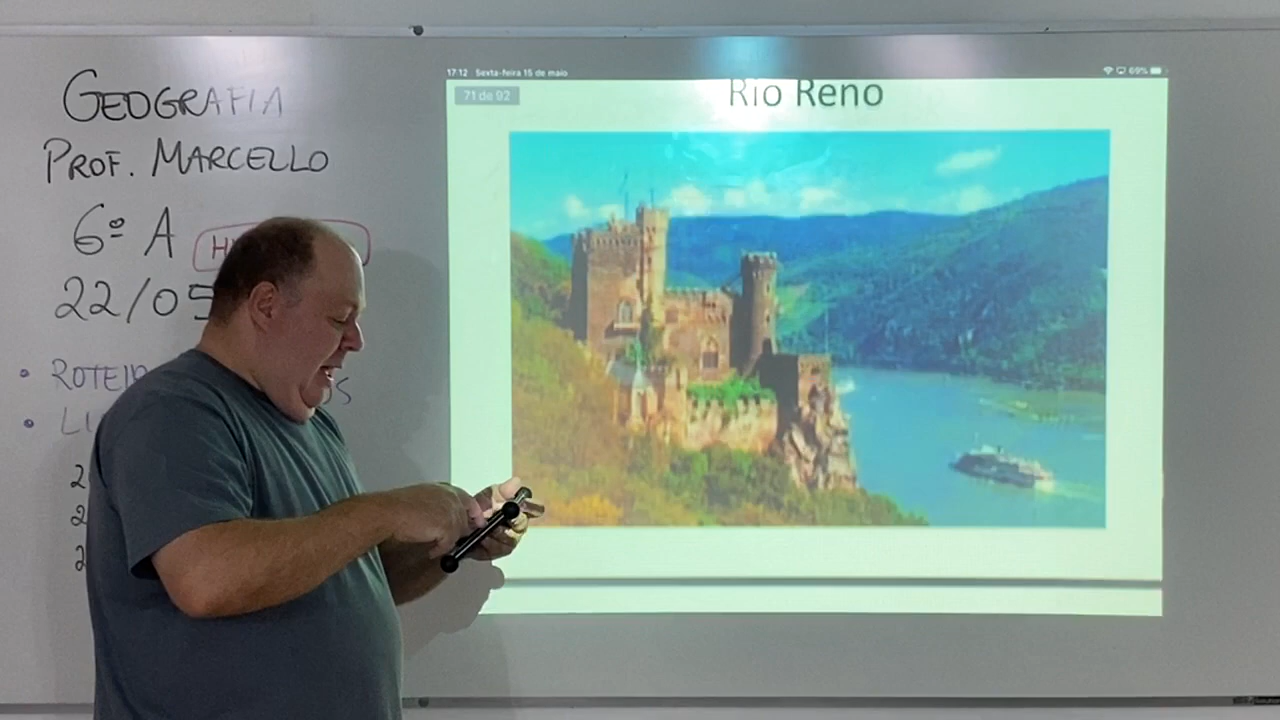 GEOGRAFIA
PROF. MARCELLO
6º A
22/05
17:12 Sexta-feira 15 de maio
69%
71 de 92
Rio Reno